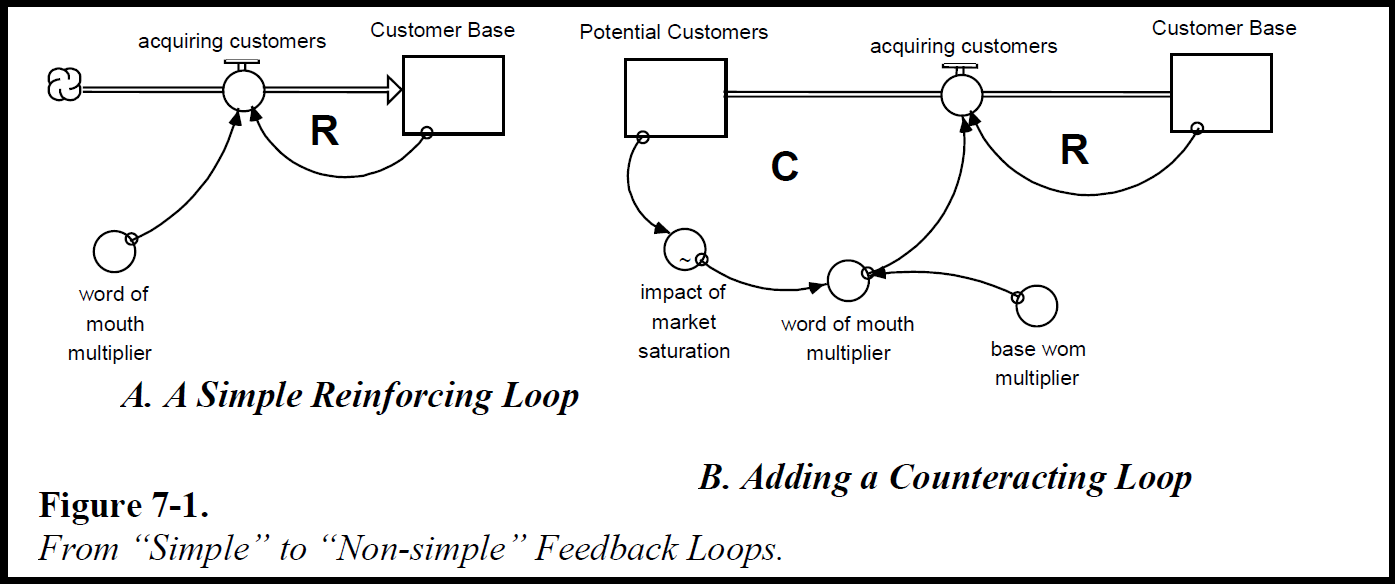 acquiring customers
Customer Base
R
word of
mouth
multiplier
A. A Simple Reinforcing Loop
Potential Customers
acquiring customers
Customer Base
C
R
~
impact of
market
saturation
word of mouth
multiplier
base wom
multiplier
B. Adding a Counteracting Loop
Figure 7-1.
From “Simple” to “Non-simple” Feedback Loops.